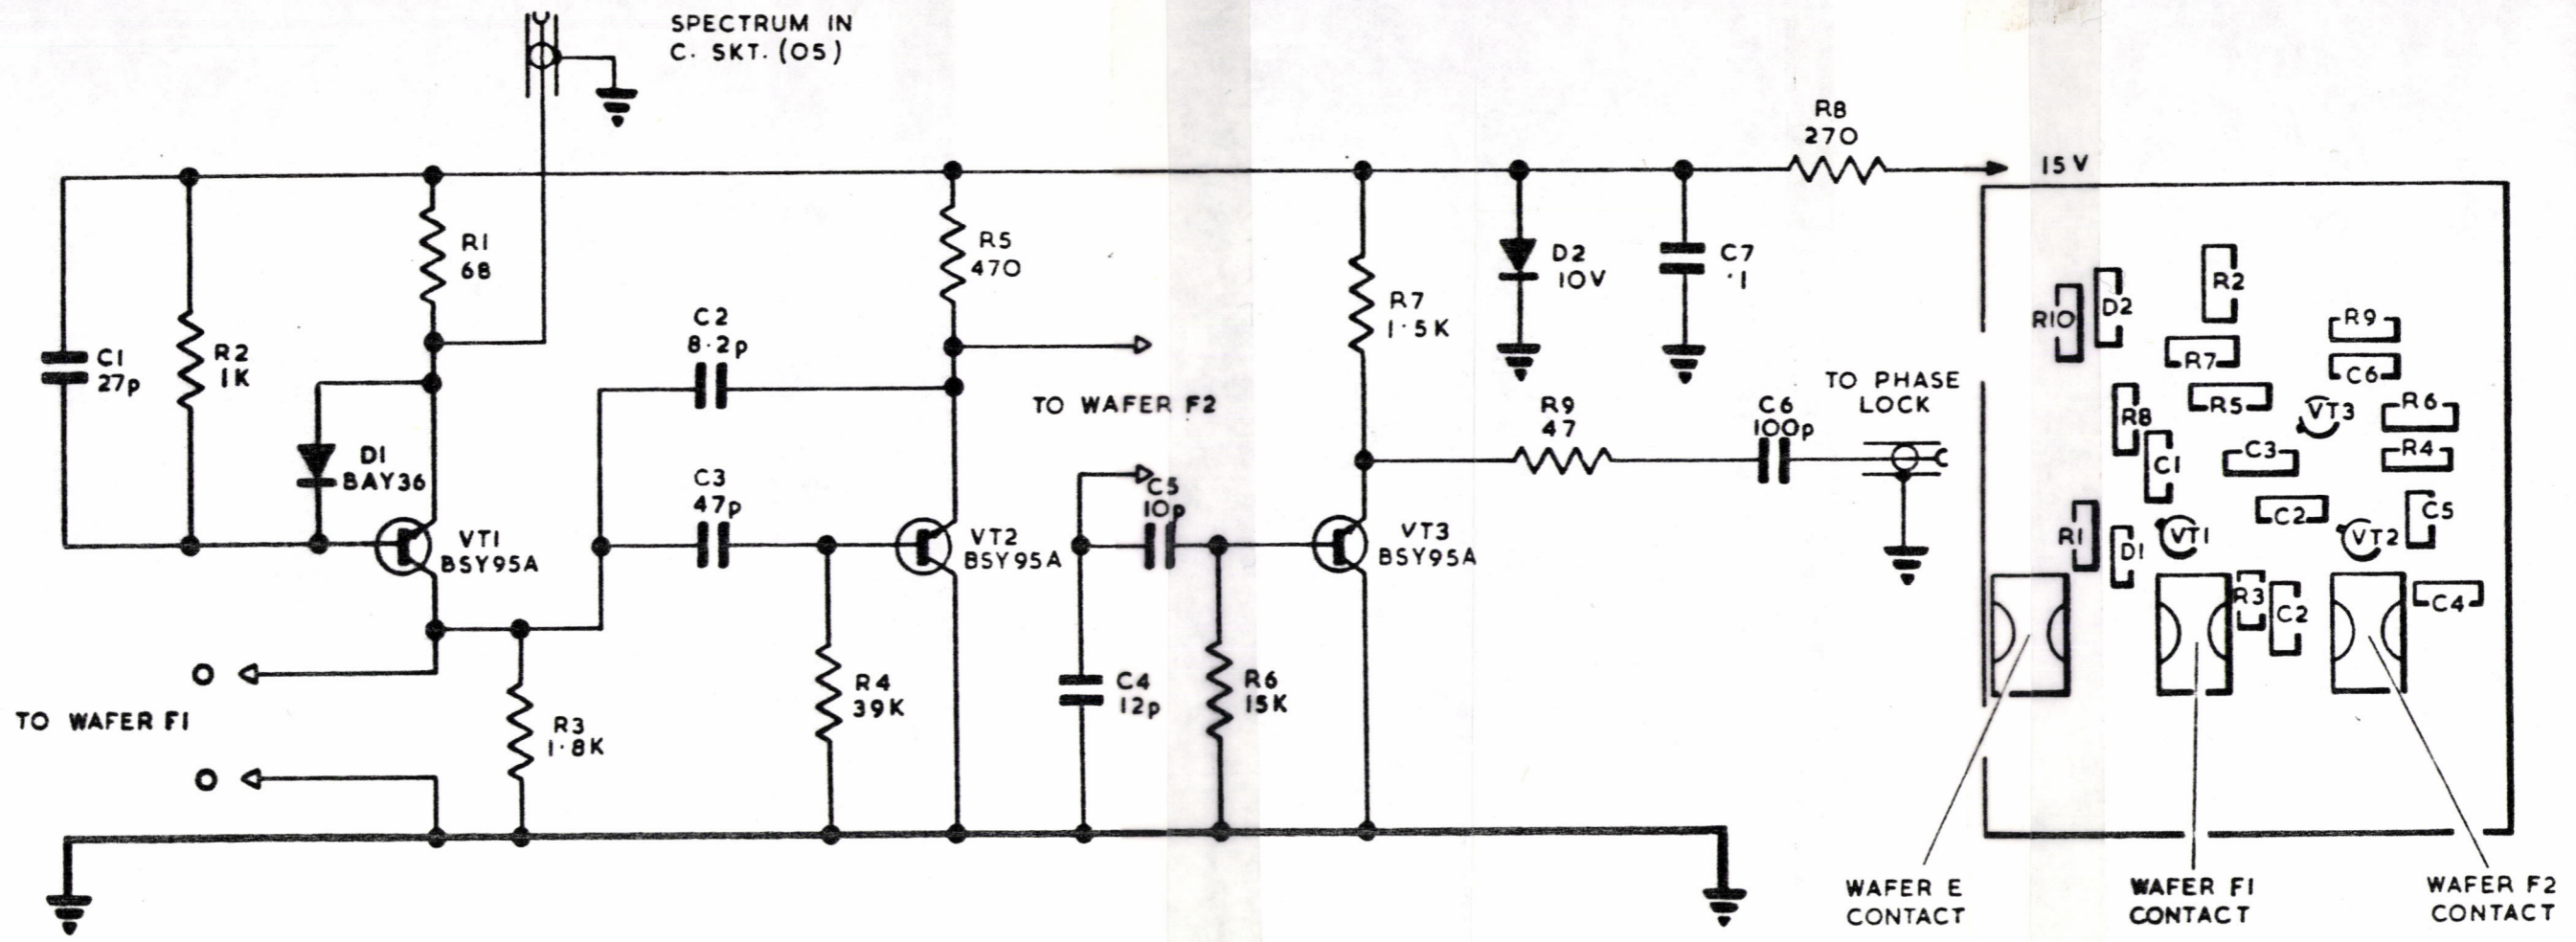 SPECTRUM IN
C. SKT. (05)
R8
270
15V
R1
68
R5
470
D2
10V
C7
·1
R7
1·5K
C1
27p
R2
1K
C2
8·2p
TO WAFER F2
TO PHASE
LOCK
R9
47
C6
100p
D1
BAY36
C3
47p
C5
10p
VT1
BSY95A
VT2
BSY95A
VT3
BSY95A
R4
39K
C4
12p
R6
15K
TO WAFER F1
R3
1·8K
R2
D2
R10
R9
R7
C6
R5
VT3
R6
R8
C3
R4
C1
C2
C5
R1
D1
VT1
VT2
R3
C2
C4
WAFER E
CONTACT
WAFER F1
CONTACT
WAFER F2
CONTACT